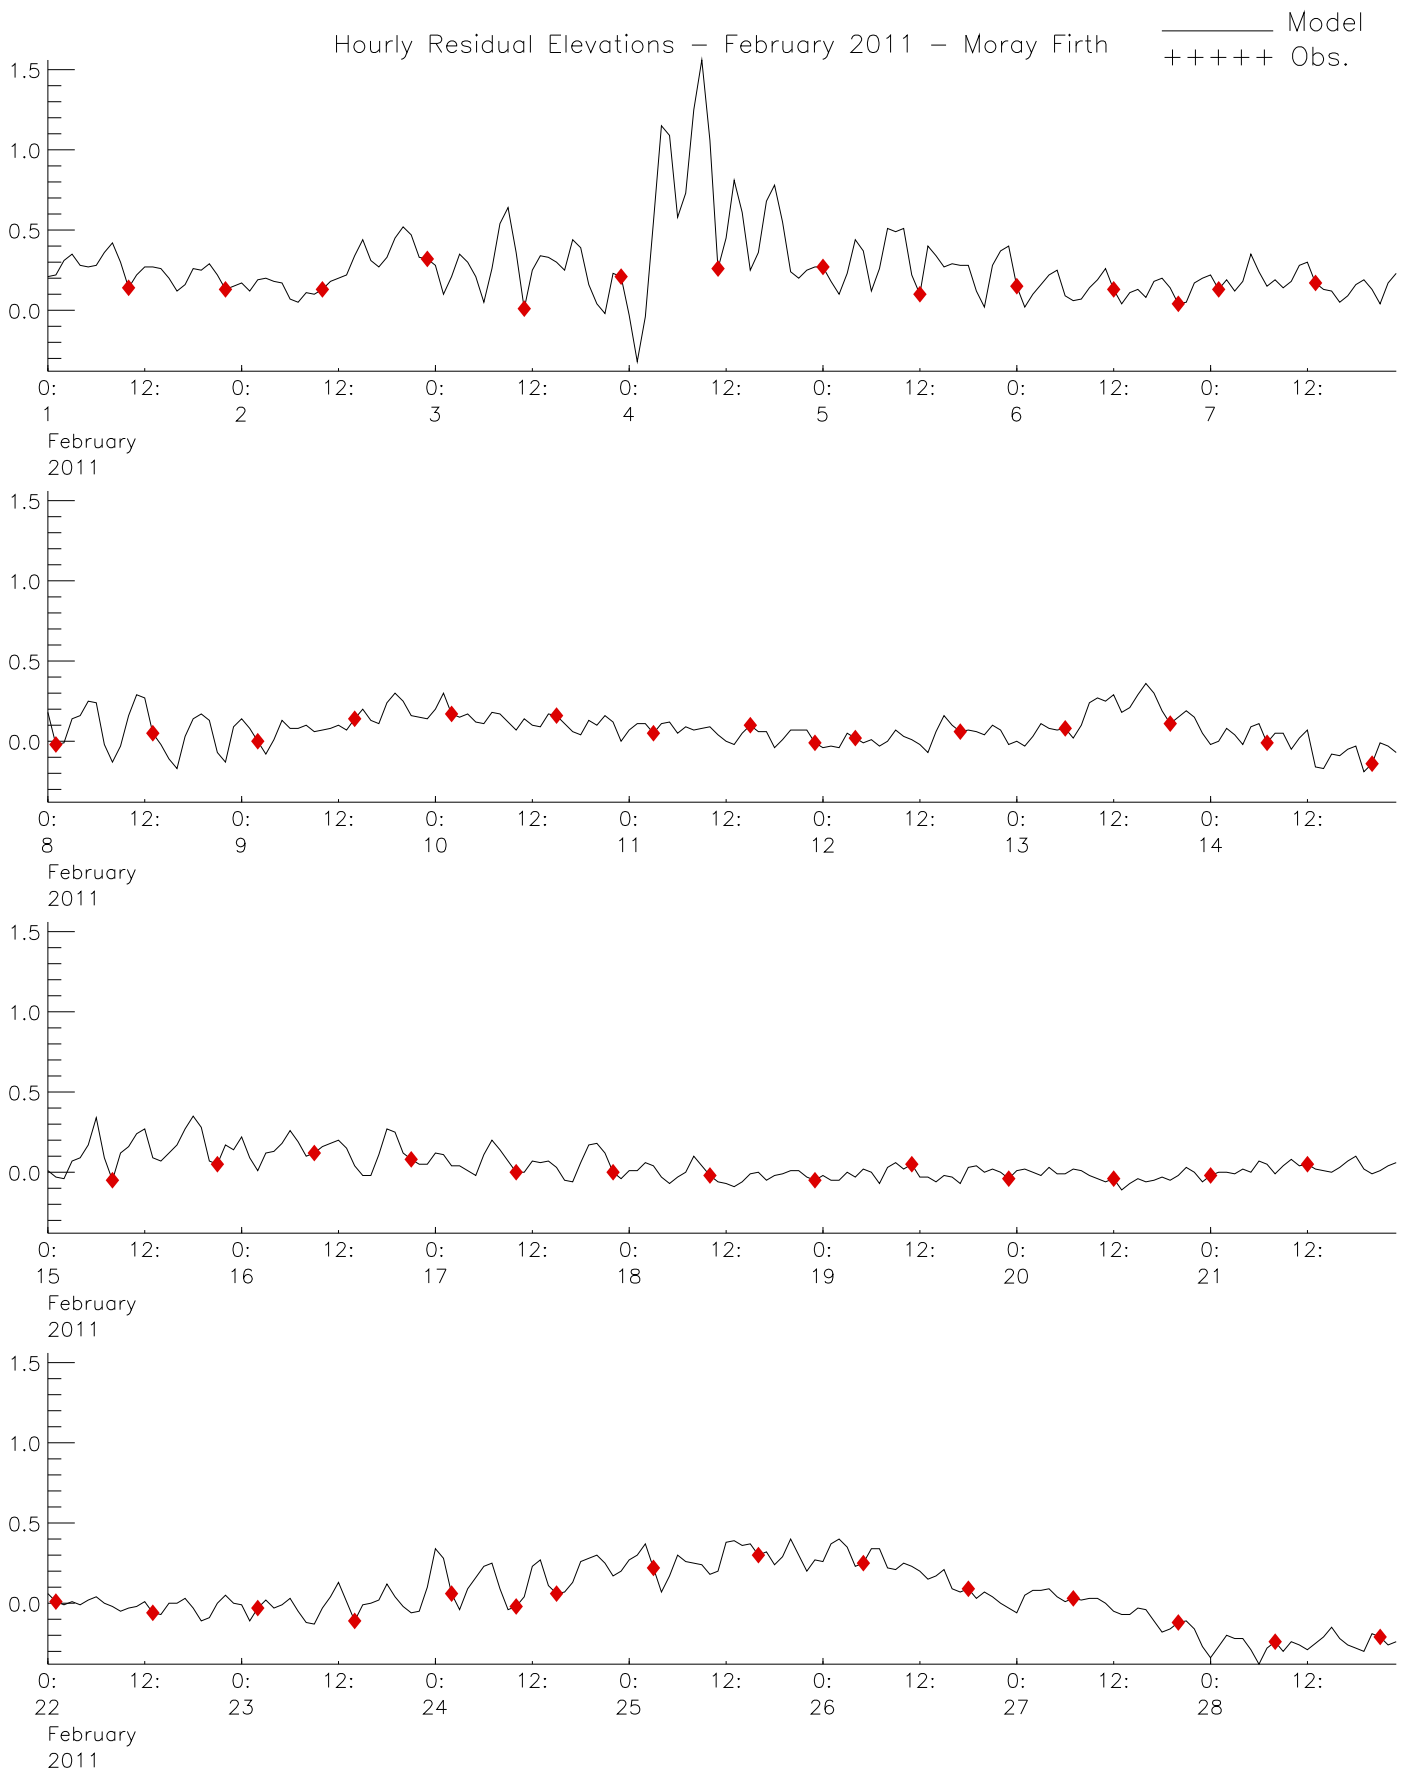 Hourly Residual Elevations – February 2011 – Moray Firth
Model
+++++ Obs.
1.5
1.0
0.5
0.0
0: 12: 0: 12: 0: 12: 0: 12: 0: 12: 0: 12: 0: 12:
1 2 3 4 5 6 7
February
2011
1.5
1.0
0.5
0.0
0: 12: 0: 12: 0: 12: 0: 12: 0: 12: 0: 12: 0: 12:
8 9 10 11 12 13 14
February
2011
1.5
1.0
0.5
0.0
0: 12: 0: 12: 0: 12: 0: 12: 0: 12: 0: 12: 0: 12:
15 16 17 18 19 20 21
February
2011
1.5
1.0
0.5
0.0
0: 12: 0: 12: 0: 12: 0: 12: 0: 12: 0: 12: 0: 12:
22 23 24 25 26 27 28
February
2011